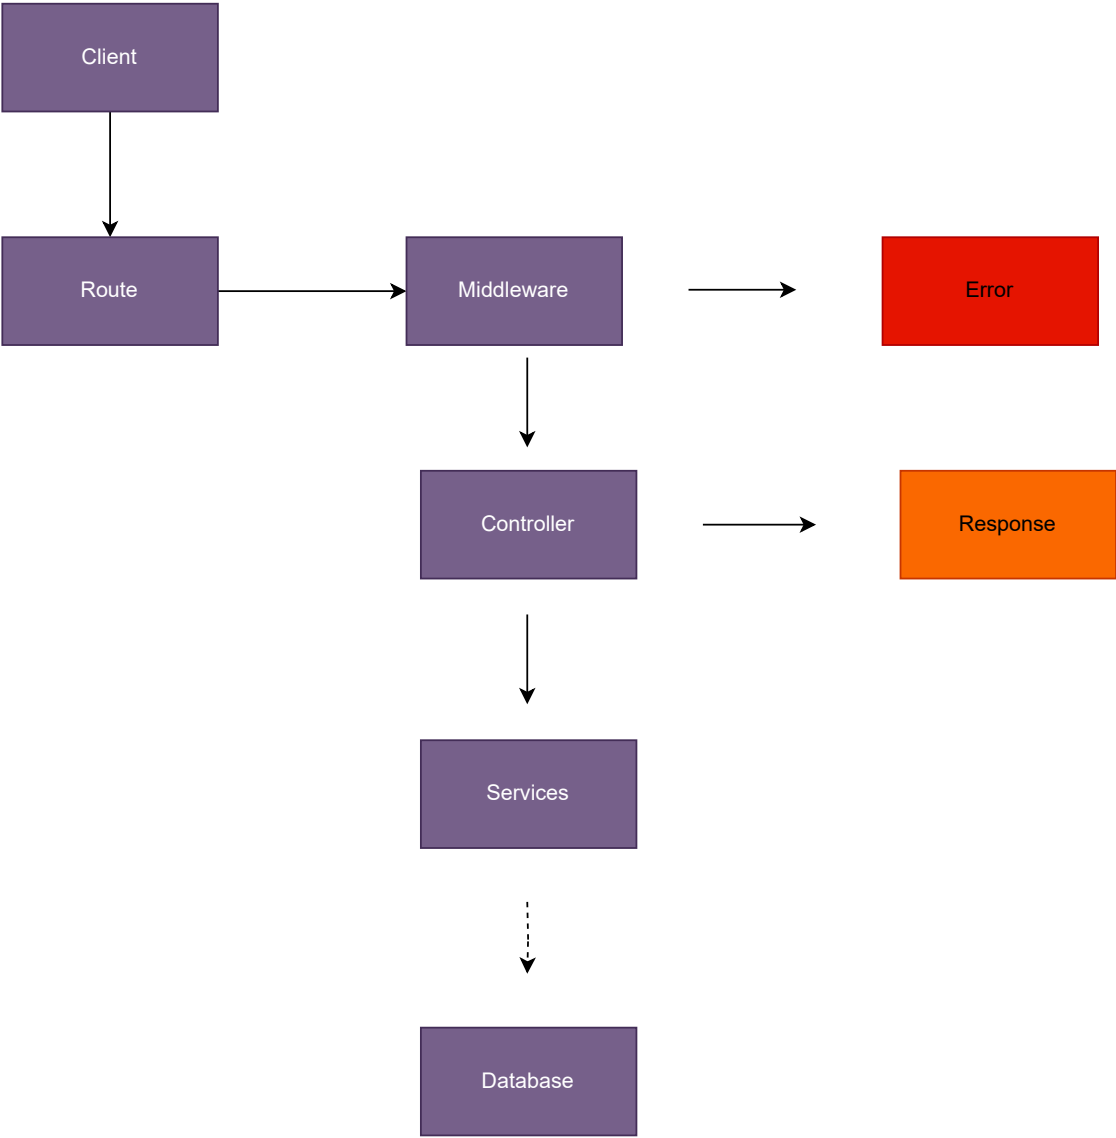 Client
Route
Middleware
Error
Controller
Response
Services
Database